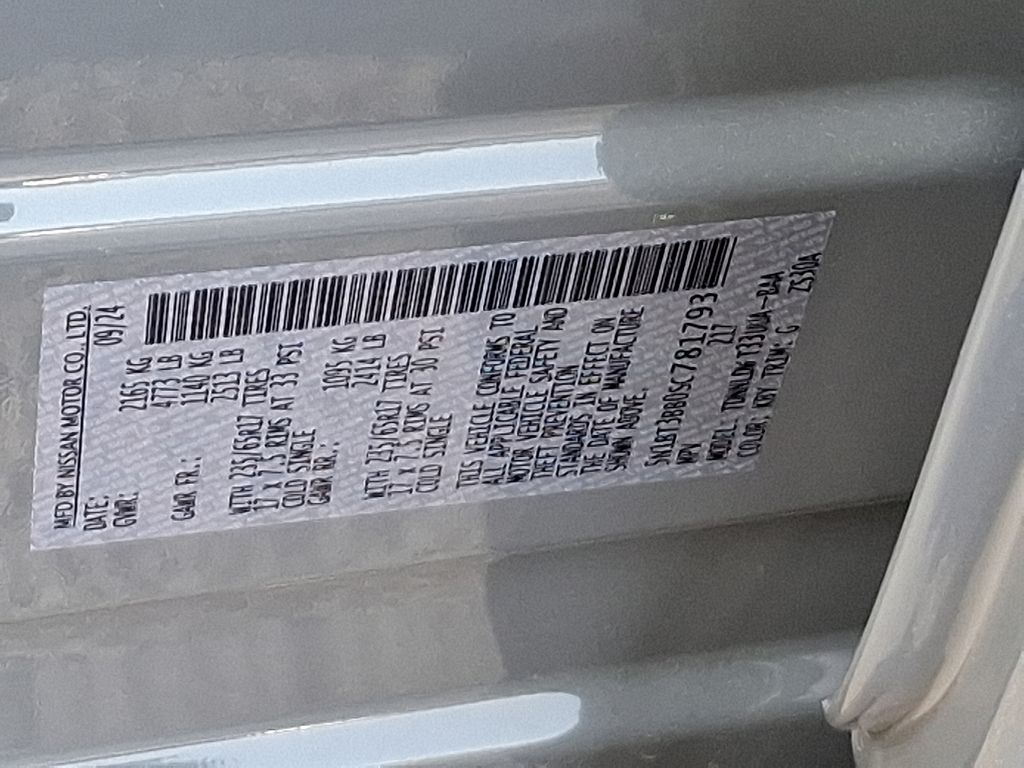 MFD BY NISSAN MOTOR CO., LTD.
DATE: 09/24
GVWR: 2165 KG
4773 LB
GAWR FR.: 1140 KG
2513 LB
WITH 235/65R17 TIRES
17 x 7.5 RIMS AT 33 PSI
COLD SINGLE
GAWR RR.: 1095 KG
2414 LB
WITH 235/65R17 TIRES
17 x 7.5 RIMS AT 30 PSI
COLD SINGLE
THIS VEHICLE CONFORMS TO
ALL APPLICABLE FEDERAL
MOTOR VEHICLE SAFETY AND
THEFT PREVENTION
STANDARDS IN EFFECT ON
THE DATE OF MANUFACTURE
SHOWN ABOVE.
5N1BT3BB0SC781793
MPV 217
MODEL: 
COLOR: KBY TRIM: G ZS30A